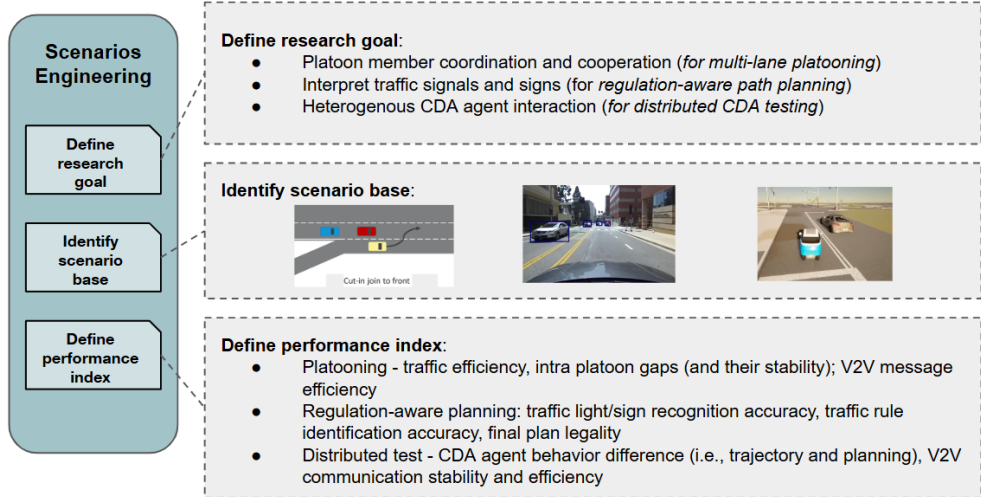 Scenarios
Engineering
Define
research
goal
Identify
scenario
base
Define
performance
index
Define research goal:
● Platoon member coordination and cooperation (for multi-lane platooning)
● Interpret traffic signals and signs (for regulation-aware path planning)
● Heterogenous CDA agent interaction (for distributed CDA testing)
Identify scenario base:
Cut-in join to front
Define performance index:
● Platooning - traffic efficiency, intra platoon gaps (and their stability); V2V message
efficiency
● Regulation-aware planning: traffic light/sign recognition accuracy, traffic rule
identification accuracy, final plan legality
● Distributed test - CDA agent behavior difference (i.e., trajectory and planning), V2V
communication stability and efficiency